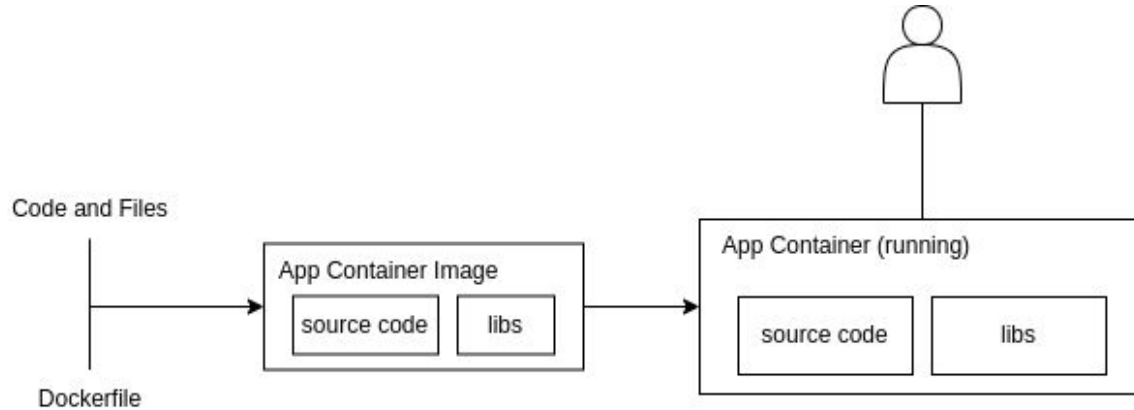 Code and Files
Dockerfile
App Container Image
source code
libs
App Container (running)
source code
libs